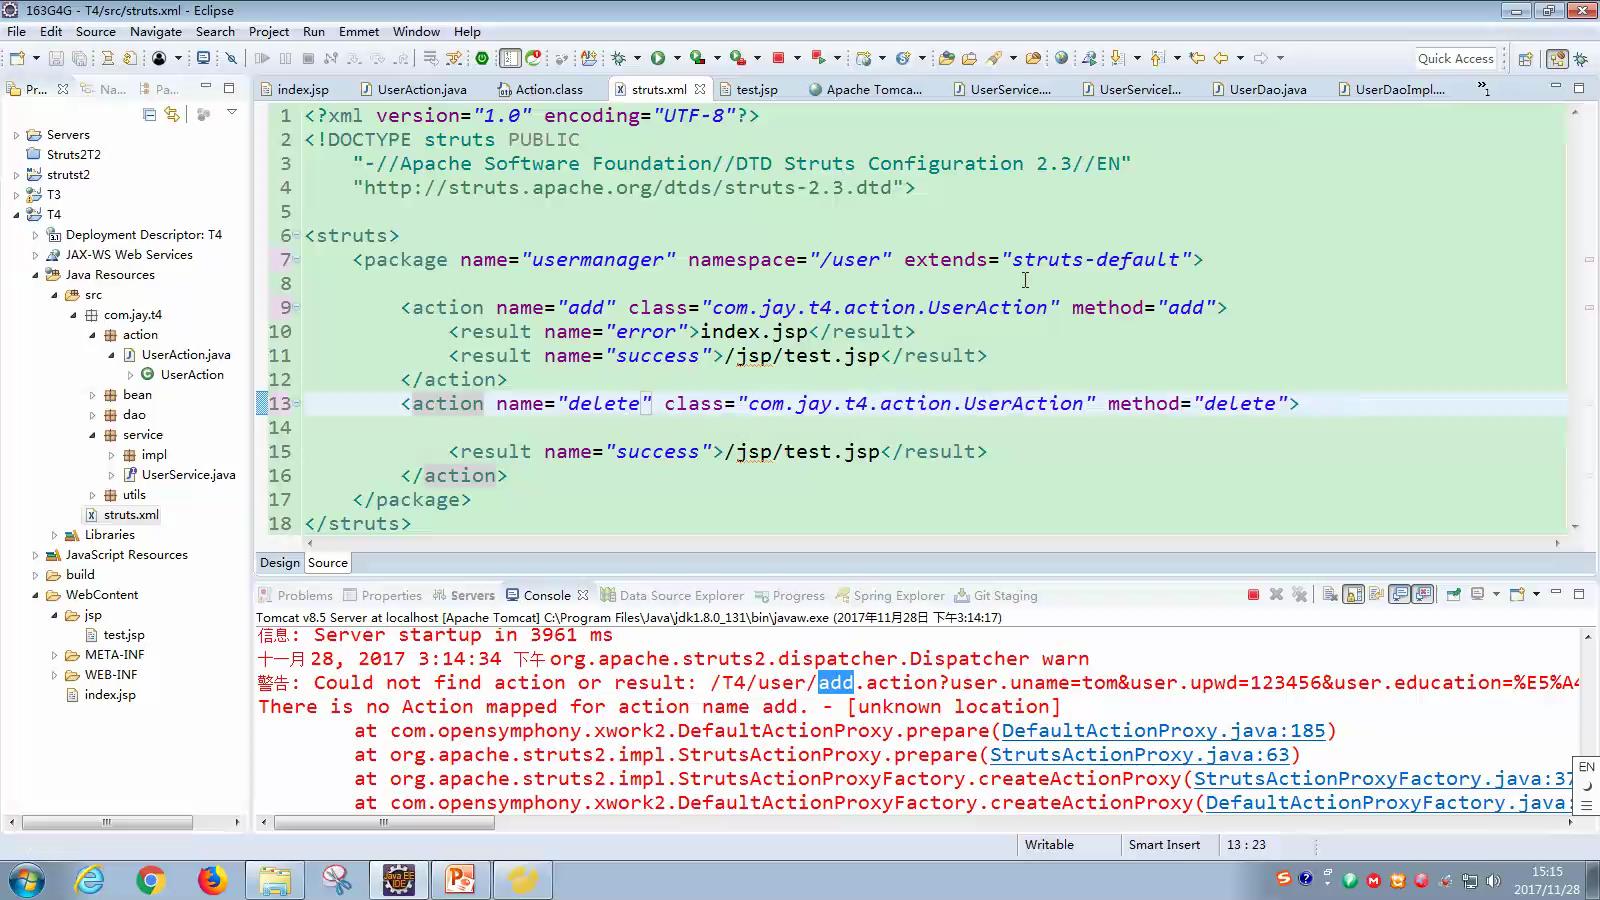 163G4G - T4/src/struts.xml - Eclipse
File Edit Source Navigate Search Project Run Emmet Window Help
Quick Access
Pr... Na... Pa...
index.jsp UserAction.java Action.class struts.xml test.jsp Apache Tomca... UserService.... UserServiceI... UserDao.java UserDaoImpl.... »1
Servers
Struts2T2
strutst2
T3
T4
Deployment Descriptor: T4
JAX-WS Web Services
Java Resources
src
com.jay.t4
action
UserAction.java
UserAction
bean
dao
service
impl
UserService.java
utils
struts.xml
Libraries
JavaScript Resources
build
WebContent
jsp
test.jsp
META-INF
WEB-INF
index.jsp
1 <?xml version="1.0" encoding="UTF-8"?>
2 <!DOCTYPE struts PUBLIC
3 "-//Apache Software Foundation//DTD Struts Configuration 2.3//EN"
4 "http://struts.apache.org/dtds/struts-2.3.dtd">
5
6 <struts>
7 <package name="usermanager" namespace="/user" extends="struts-default">
8
9 <action name="add" class="com.jay.t4.action.UserAction" method="add">
10 <result name="error">index.jsp</result>
11 <result name="success">/jsp/test.jsp</result>
12 </action>
13 <action name="delete" class="com.jay.t4.action.UserAction" method="delete">
14
15 <result name="success">/jsp/test.jsp</result>
16 </action>
17 </package>
18 </struts>
Design Source
Problems Properties Servers Console Data Source Explorer Progress Spring Explorer Git Staging
Tomcat v8.5 Server at localhost [Apache Tomcat] C:\Program Files\Java\jdk1.8.0_131\bin\javaw.exe (2017年11月28日 下午3:14:17)
信息: Server startup in 3961 ms
十一月 28, 2017 3:14:34 下午 org.apache.struts2.dispatcher.Dispatcher warn
警告: Could not find action or result: /T4/user/add.action?user.uname=tom&user.upwd=123456&user.education=%E5%A4
There is no Action mapped for action name add. - [unknown location]
at com.opensymphony.xwork2.DefaultActionProxy.prepare(DefaultActionProxy.java:185)
at org.apache.struts2.impl.StrutsActionProxy.prepare(StrutsActionProxy.java:63)
at org.apache.struts2.impl.StrutsActionProxyFactory.createActionProxy(StrutsActionProxyFactory.java:37
at com.opensymphony.xwork2.DefaultActionProxyFactory.createActionProxy(DefaultActionProxyFactory.java:
EN
Writable Smart Insert 13 : 23
Java EE
IDE
15:15
2017/11/28